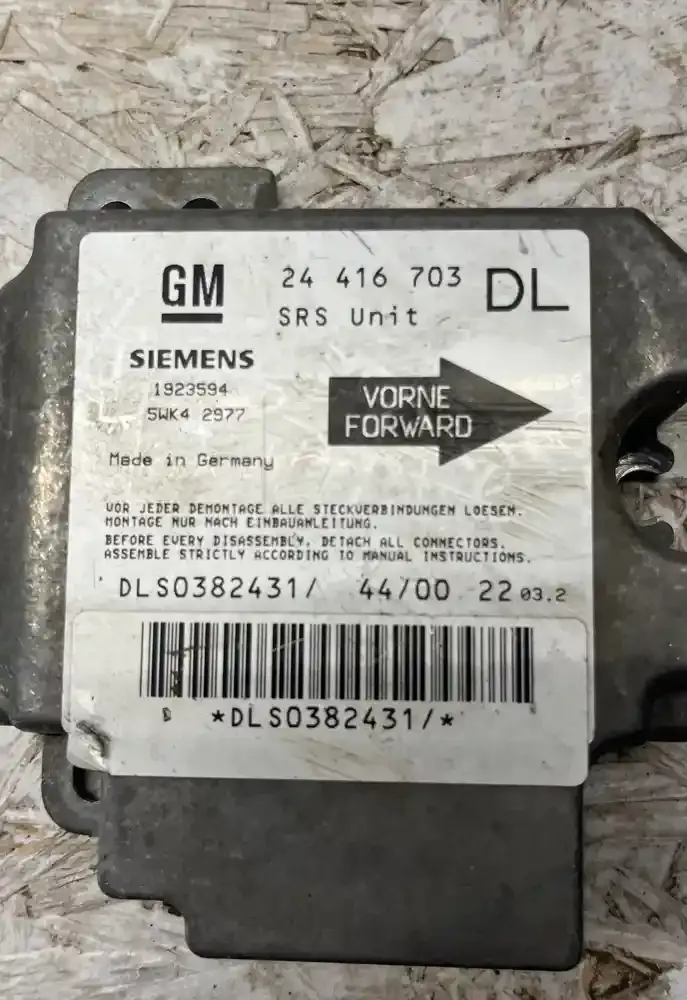 GM 24 416 703 DL
SRS Unit
SIEMENS
1923594
5WK4 2977
VORNE
FORWARD
Made in Germany
VOR JEDER DEMONTAGE ALLE STECKVERBINDUNGEN LOESEN.
MONTAGE NUR NACH EINBAUANLEITUNG.
BEFORE EVERY DISASSEMBLY, DETACH ALL CONNECTORS.
ASSEMBLE STRICTLY ACCORDING TO MANUAL INSTRUCTIONS.
DLS0382431/ 44/00 22 03.2
D *DLS0382431/*